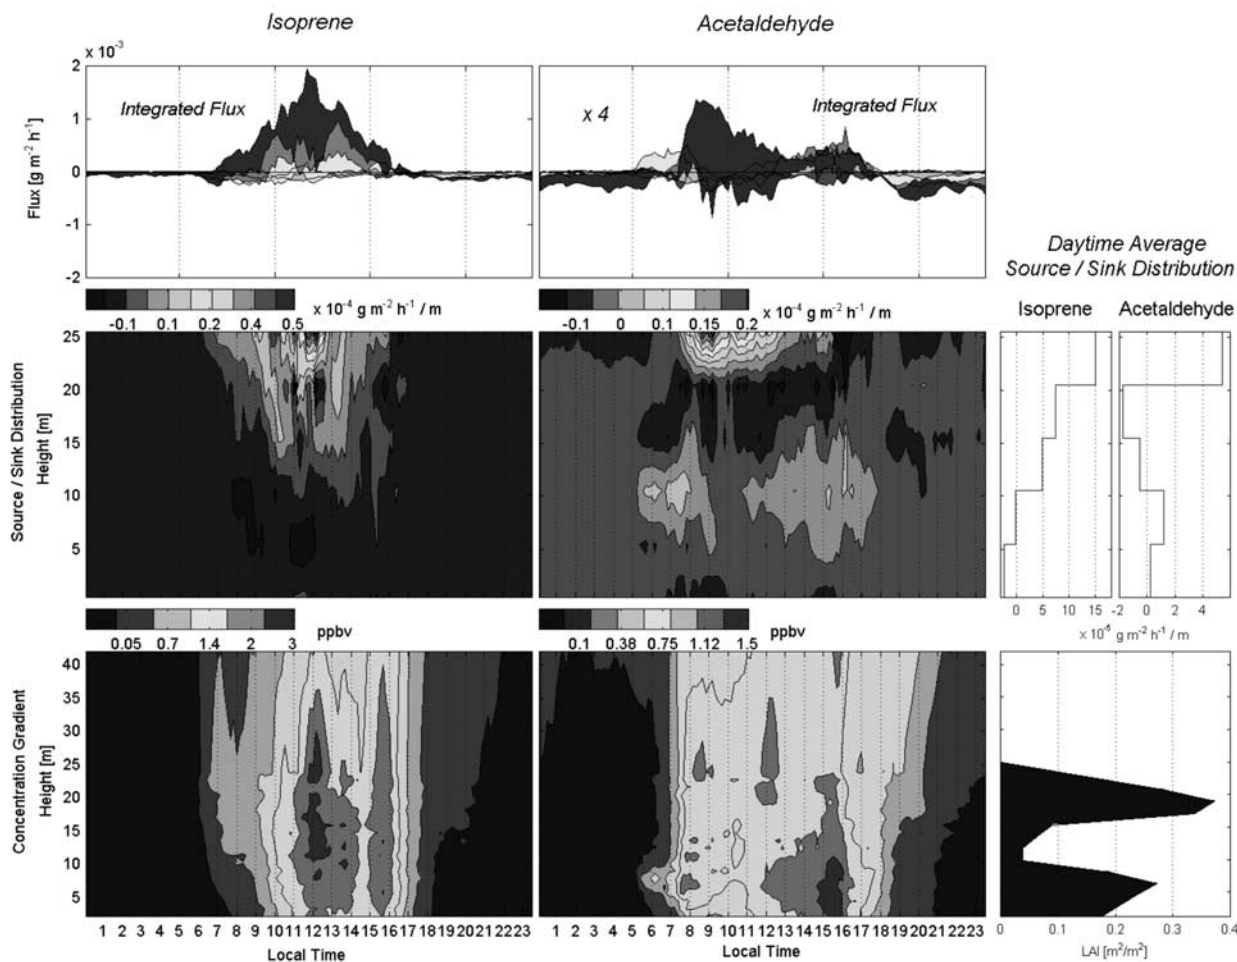 Isoprene
Acetaldehyde
x 10⁻³
2
1
0
-1
-2
Flux [g m⁻² h⁻¹]
Integrated Flux
x 4
Integrated Flux
-0.1 0.1 0.2 0.4 0.5
x 10⁻⁴ g m⁻² h⁻¹ / m
-0.1 0 0.1 0.15 0.2
x 10⁻⁴ g m⁻² h⁻¹ / m
Daytime Average
Source / Sink Distribution
Isoprene
Acetaldehyde
Source / Sink Distribution
Height [m]
25
20
15
10
5
0 5 10 15
-2 0 2 4
x 10⁻⁶ g m⁻² h⁻¹ / m
0.05 0.7 1.4 2 3
ppbv
0.1 0.38 0.75 1.12 1.5
ppbv
Concentration Gradient
Height [m]
40
35
30
25
20
15
10
5
1 2 3 4 5 6 7 8 9 10 11 12 13 14 15 16 17 18 19 20 21 22 23
Local Time
1 2 3 4 5 6 7 8 9 10 11 12 13 14 15 16 17 18 19 20 21 22 23
Local Time
0 0.1 0.2 0.3 0.4
LAI [m²/m²]